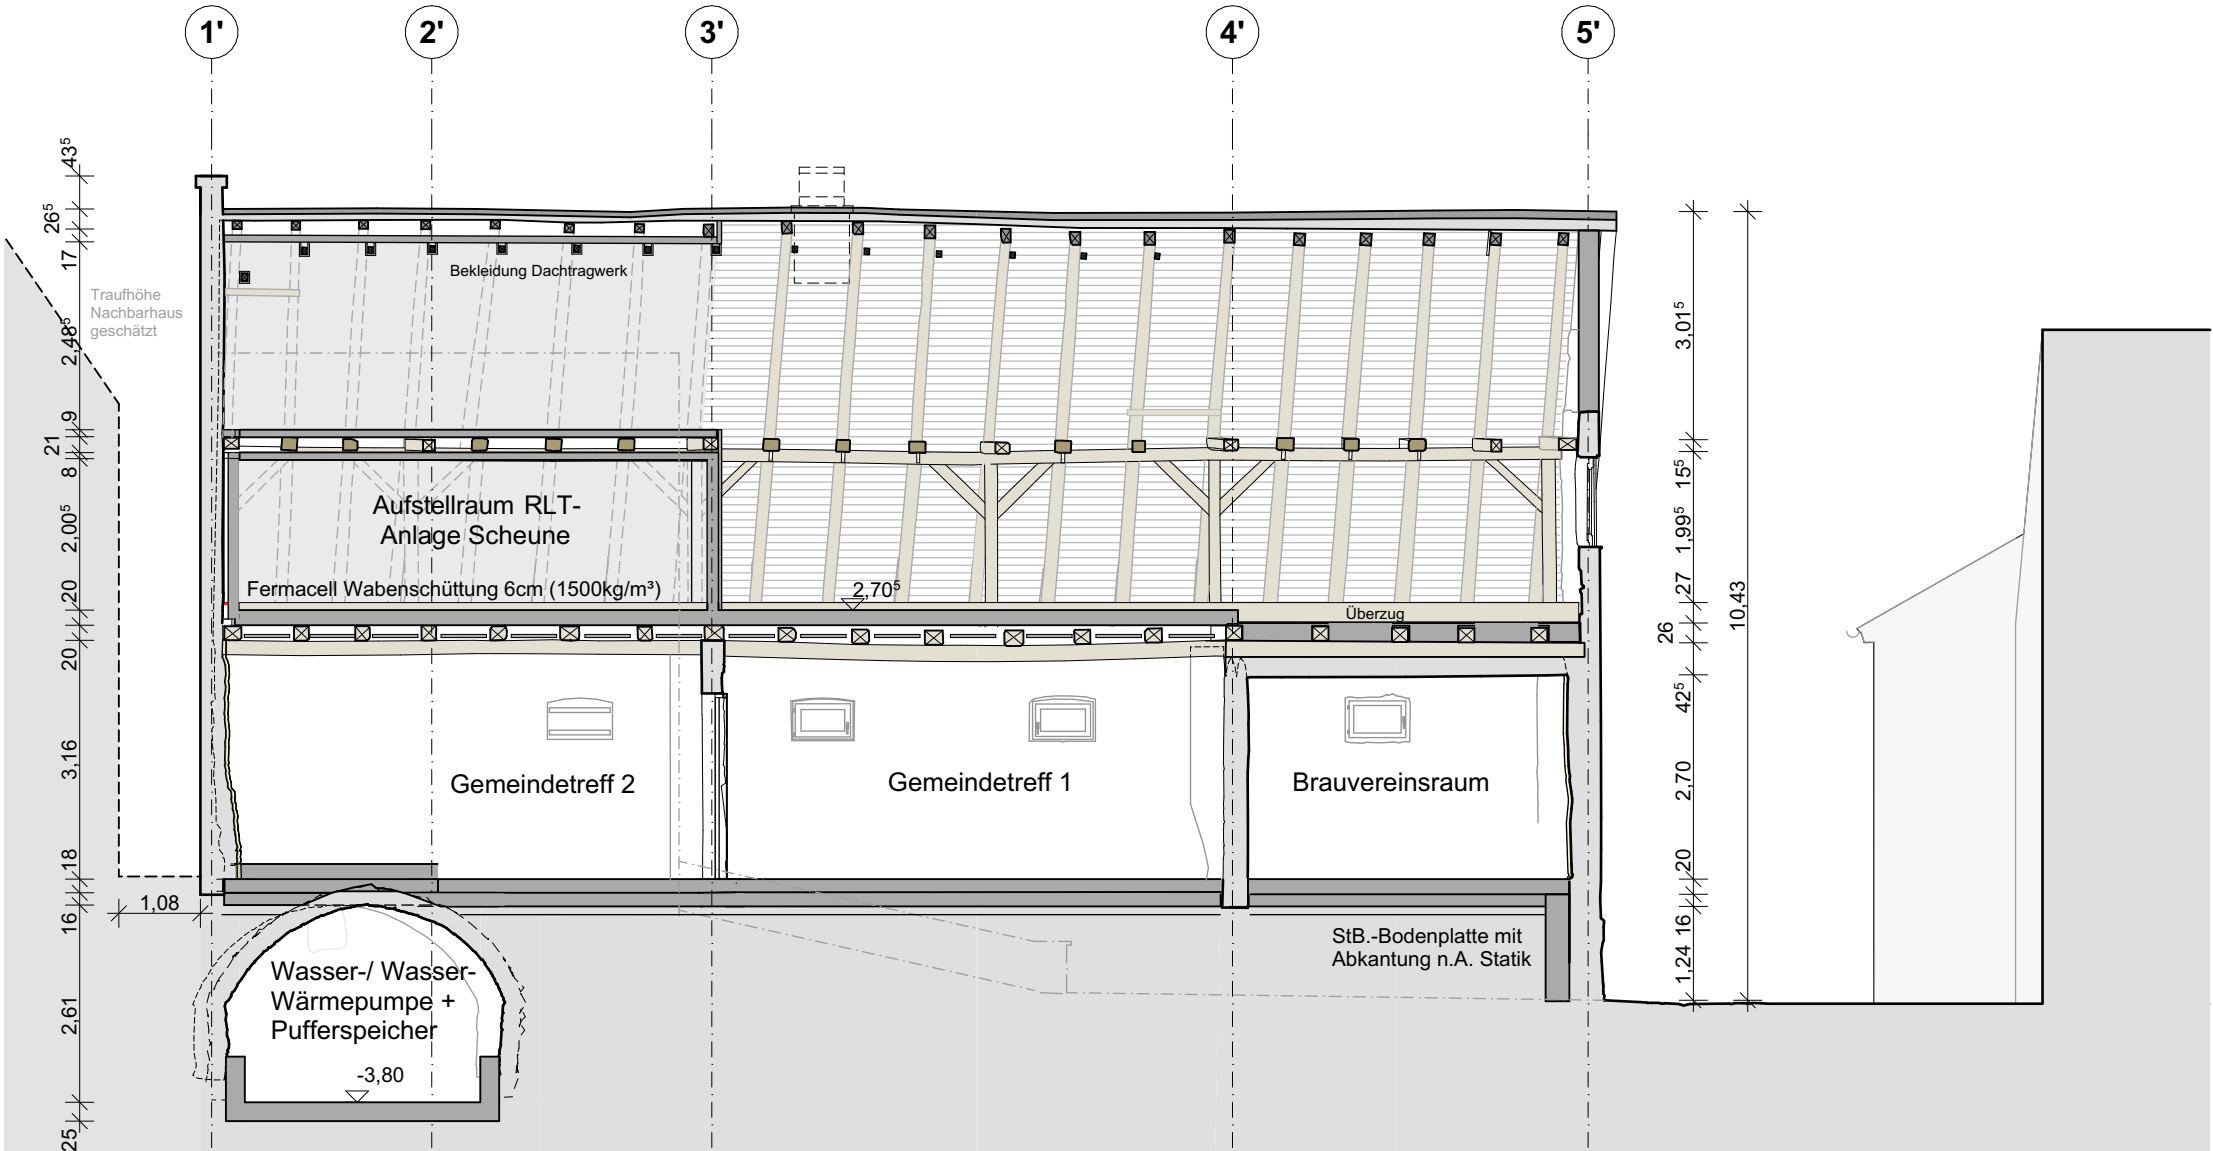 1' 2' 3' 4' 5'
43⁵
26⁵
17
2,48⁵
9
21
8
2,00⁵
20
20
3,16
18
16
2,61
25
Traufhöhe
Nachbarhaus
geschätzt
1,08
Bekleidung Dachtragwerk
Aufstellraum RLT-
Anlage Scheune
Fermacell Wabenschüttung 6cm (1500kg/m³)
2,70⁵
Überzug
Gemeindetreff 2
Gemeindetreff 1
Brauvereinsraum
StB.-Bodenplatte mit
Abkantung n.A. Statik
Wasser-/ Wasser-
Wärmepumpe +
Pufferspeicher
-3,80
3,01⁵
15⁵
1,99⁵
27
26
42⁵
2,70
20
16
1,24
10,43